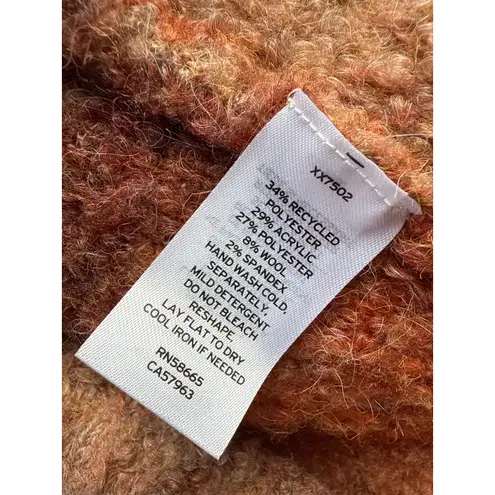 XX7502
34% RECYCLED
POLYESTER
29% ACRYLIC
27% POLYESTER
8% WOOL
2% SPANDEX
HAND WASH COLD,
SEPARATELY,
MILD DETERGENT
DO NOT BLEACH
RESHAPE,
LAY FLAT TO DRY
COOL IRON IF NEEDED
RN58665
CA57963